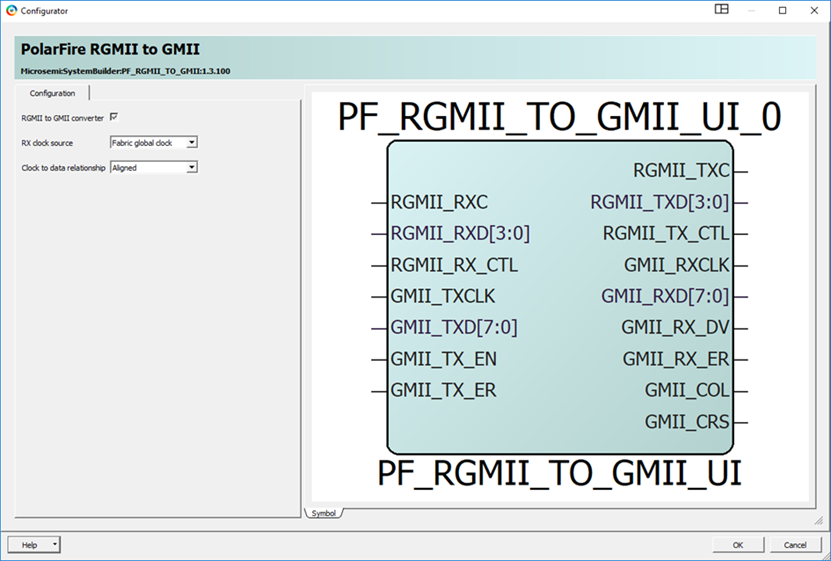 Configurator
PolarFire RGMII to GMII
Microsemi:SystemBuilder:PF_RGMII_TO_GMII:1.3.100
Configuration
RGMII to GMII converter
RX clock source Fabric global clock
Clock to data relationship Aligned
PF_RGMII_TO_GMII_UI_0
RGMII_TXC
RGMII_RXC RGMII_TXD[3:0]
RGMII_RXD[3:0] RGMII_TX_CTL
RGMII_RX_CTL GMII_RXCLK
GMII_TXCLK GMII_RXD[7:0]
GMII_TXD[7:0] GMII_RX_DV
GMII_TX_EN GMII_RX_ER
GMII_TX_ER GMII_COL
GMII_CRS
PF_RGMII_TO_GMII_UI
Symbol
Help OK Cancel